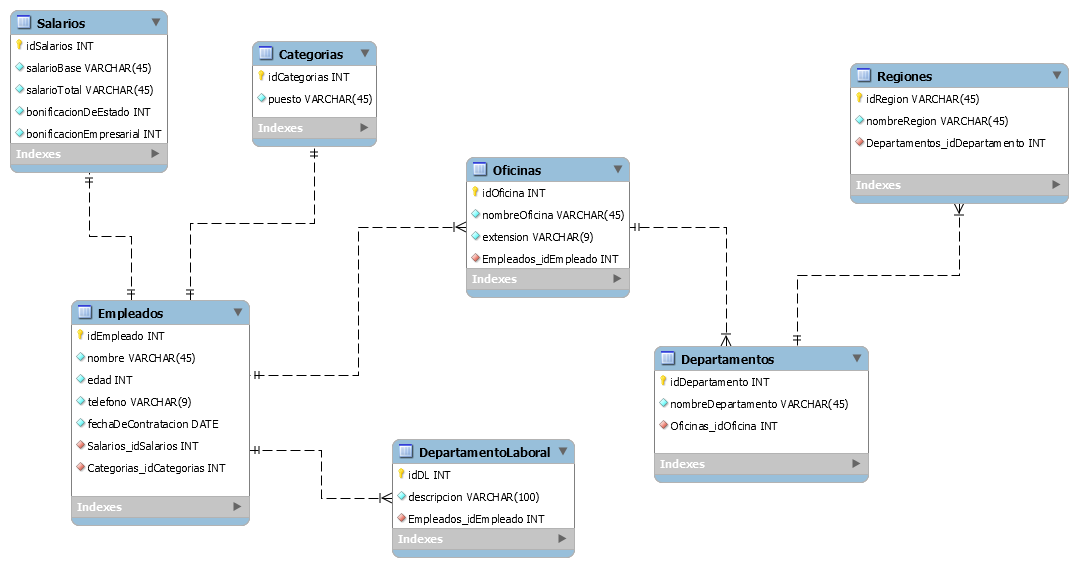 Salarios
idSalarios INT
salarioBase VARCHAR(45)
salarioTotal VARCHAR(45)
bonificacionDeEstado INT
bonificacionEmpresarial INT
Indexes
Categorias
idCategorias INT
puesto VARCHAR(45)
Indexes
Regiones
idRegion VARCHAR(45)
nombreRegion VARCHAR(45)
Departamentos_idDepartamento INT
Indexes
Oficinas
idOficina INT
nombreOficina VARCHAR(45)
extension VARCHAR(9)
Empleados_idEmpleado INT
Indexes
Empleados
idEmpleado INT
nombre VARCHAR(45)
edad INT
telefono VARCHAR(9)
fechaDeContratacion DATE
Salarios_idSalarios INT
Categorias_idCategorias INT
Indexes
Departamentos
idDepartamento INT
nombreDepartamento VARCHAR(45)
Oficinas_idOficina INT
Indexes
DepartamentoLaboral
idDL INT
descripcion VARCHAR(100)
Empleados_idEmpleado INT
Indexes